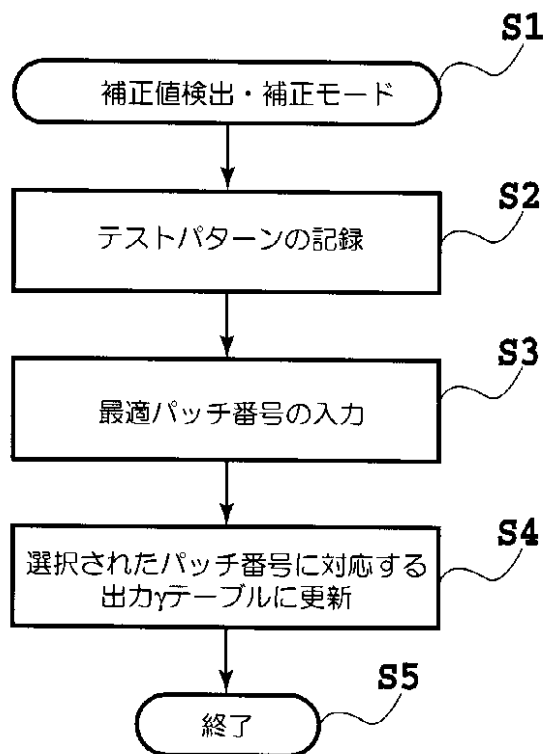 S1
補正値検出・補正モード
S2
テストパターンの記録
S3
最適パッチ番号の入力
S4
選択されたパッチ番号に対応する
出力γテーブルに更新
S5
終了